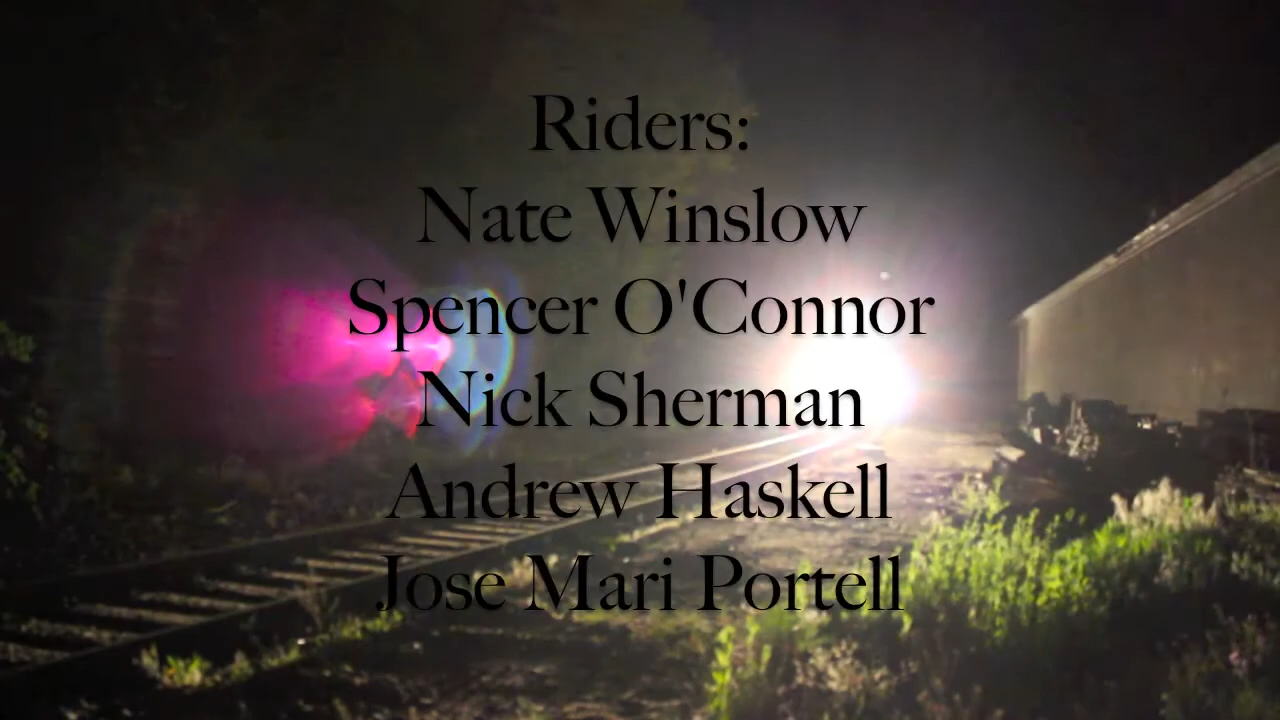 Riders:
Nate Winslow
Spencer O'Connor
Nick Sherman
Andrew Haskell
Jose Mari Portell